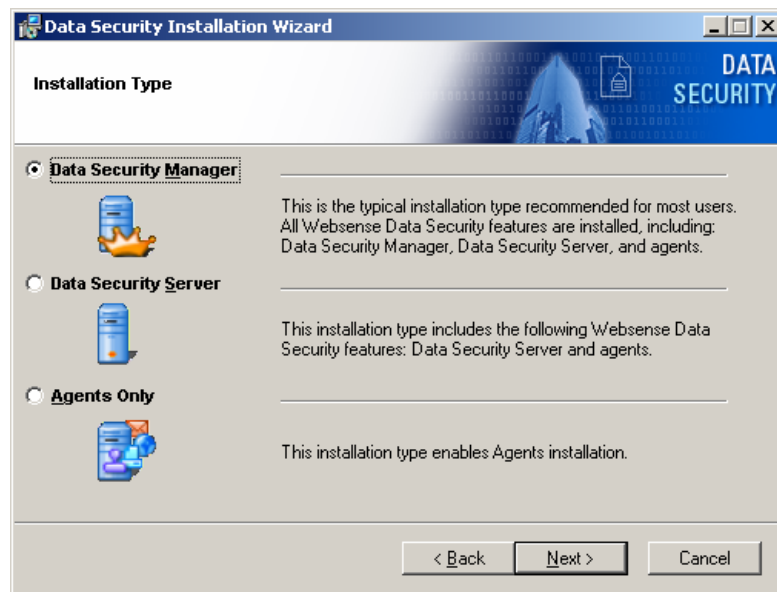 Data Security Installation Wizard
DATA
SECURITY
Installation Type
Data Security Manager
This is the typical installation type recommended for most users.
All Websense Data Security features are installed, including:
Data Security Manager, Data Security Server, and agents.
Data Security Server
This installation type includes the following Websense Data
Security features: Data Security Server and agents.
Agents Only
This installation type enables Agents installation.
< Back
Next >
Cancel